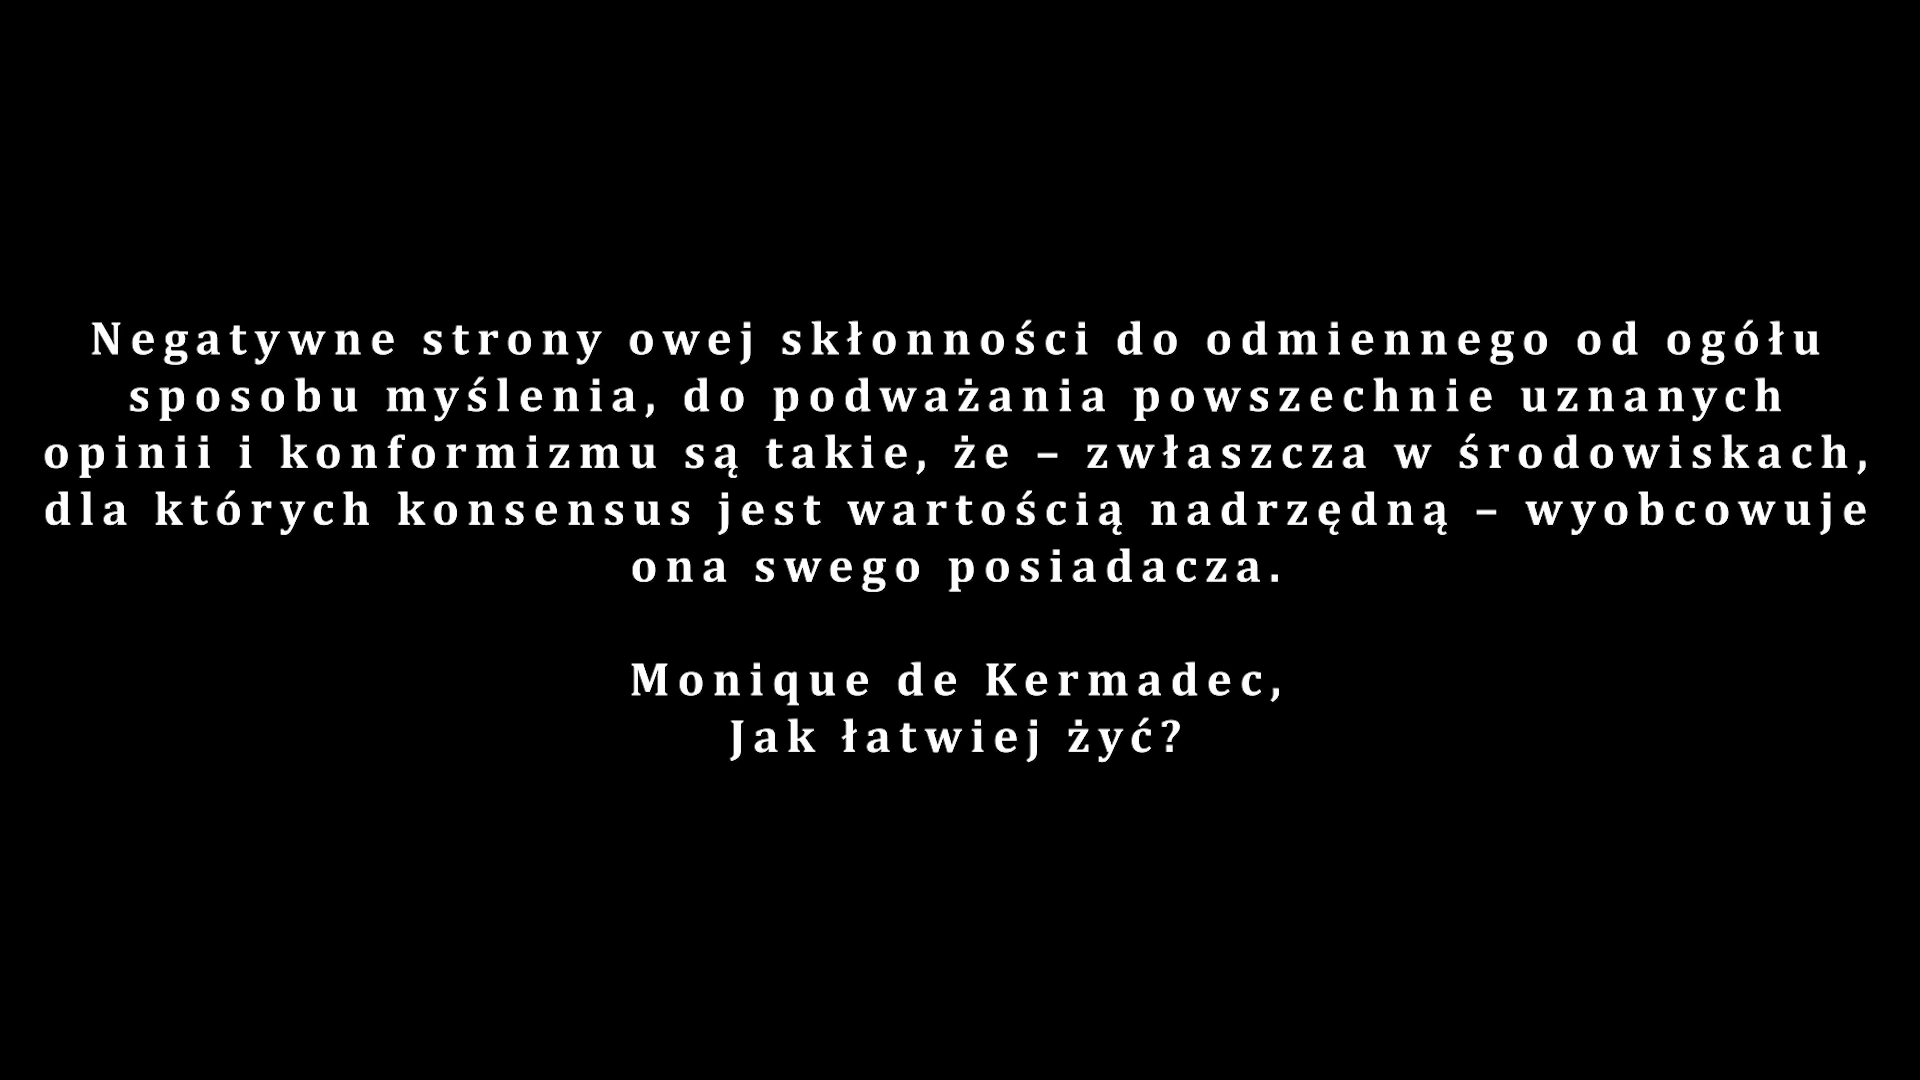 Negatywne strony owej skłonności do odmiennego od ogółu
sposobu myślenia, do podważania powszechnie uznanych
opinii i konformizmu są takie, że – zwłaszcza w środowiskach,
dla których konsensus jest wartością nadrzędną – wyobcowuje
ona swego posiadacza.
Monique de Kermadec,
Jak łatwiej żyć?